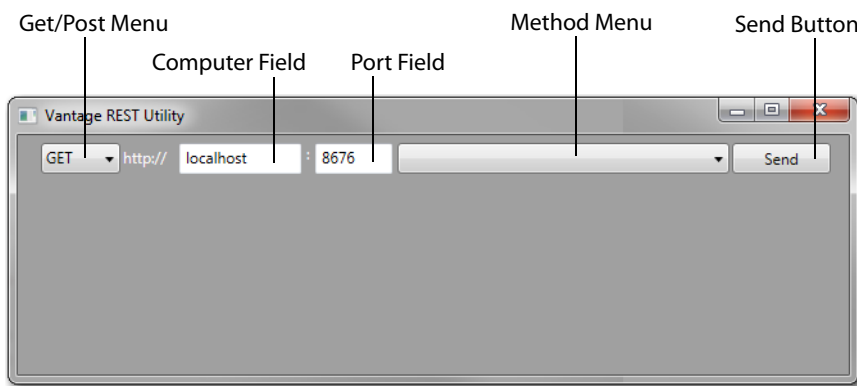 Get/Post Menu
Method Menu
Send Button
Computer Field
Port Field
Vantage REST Utility
GET http:// localhost : 8676 Send